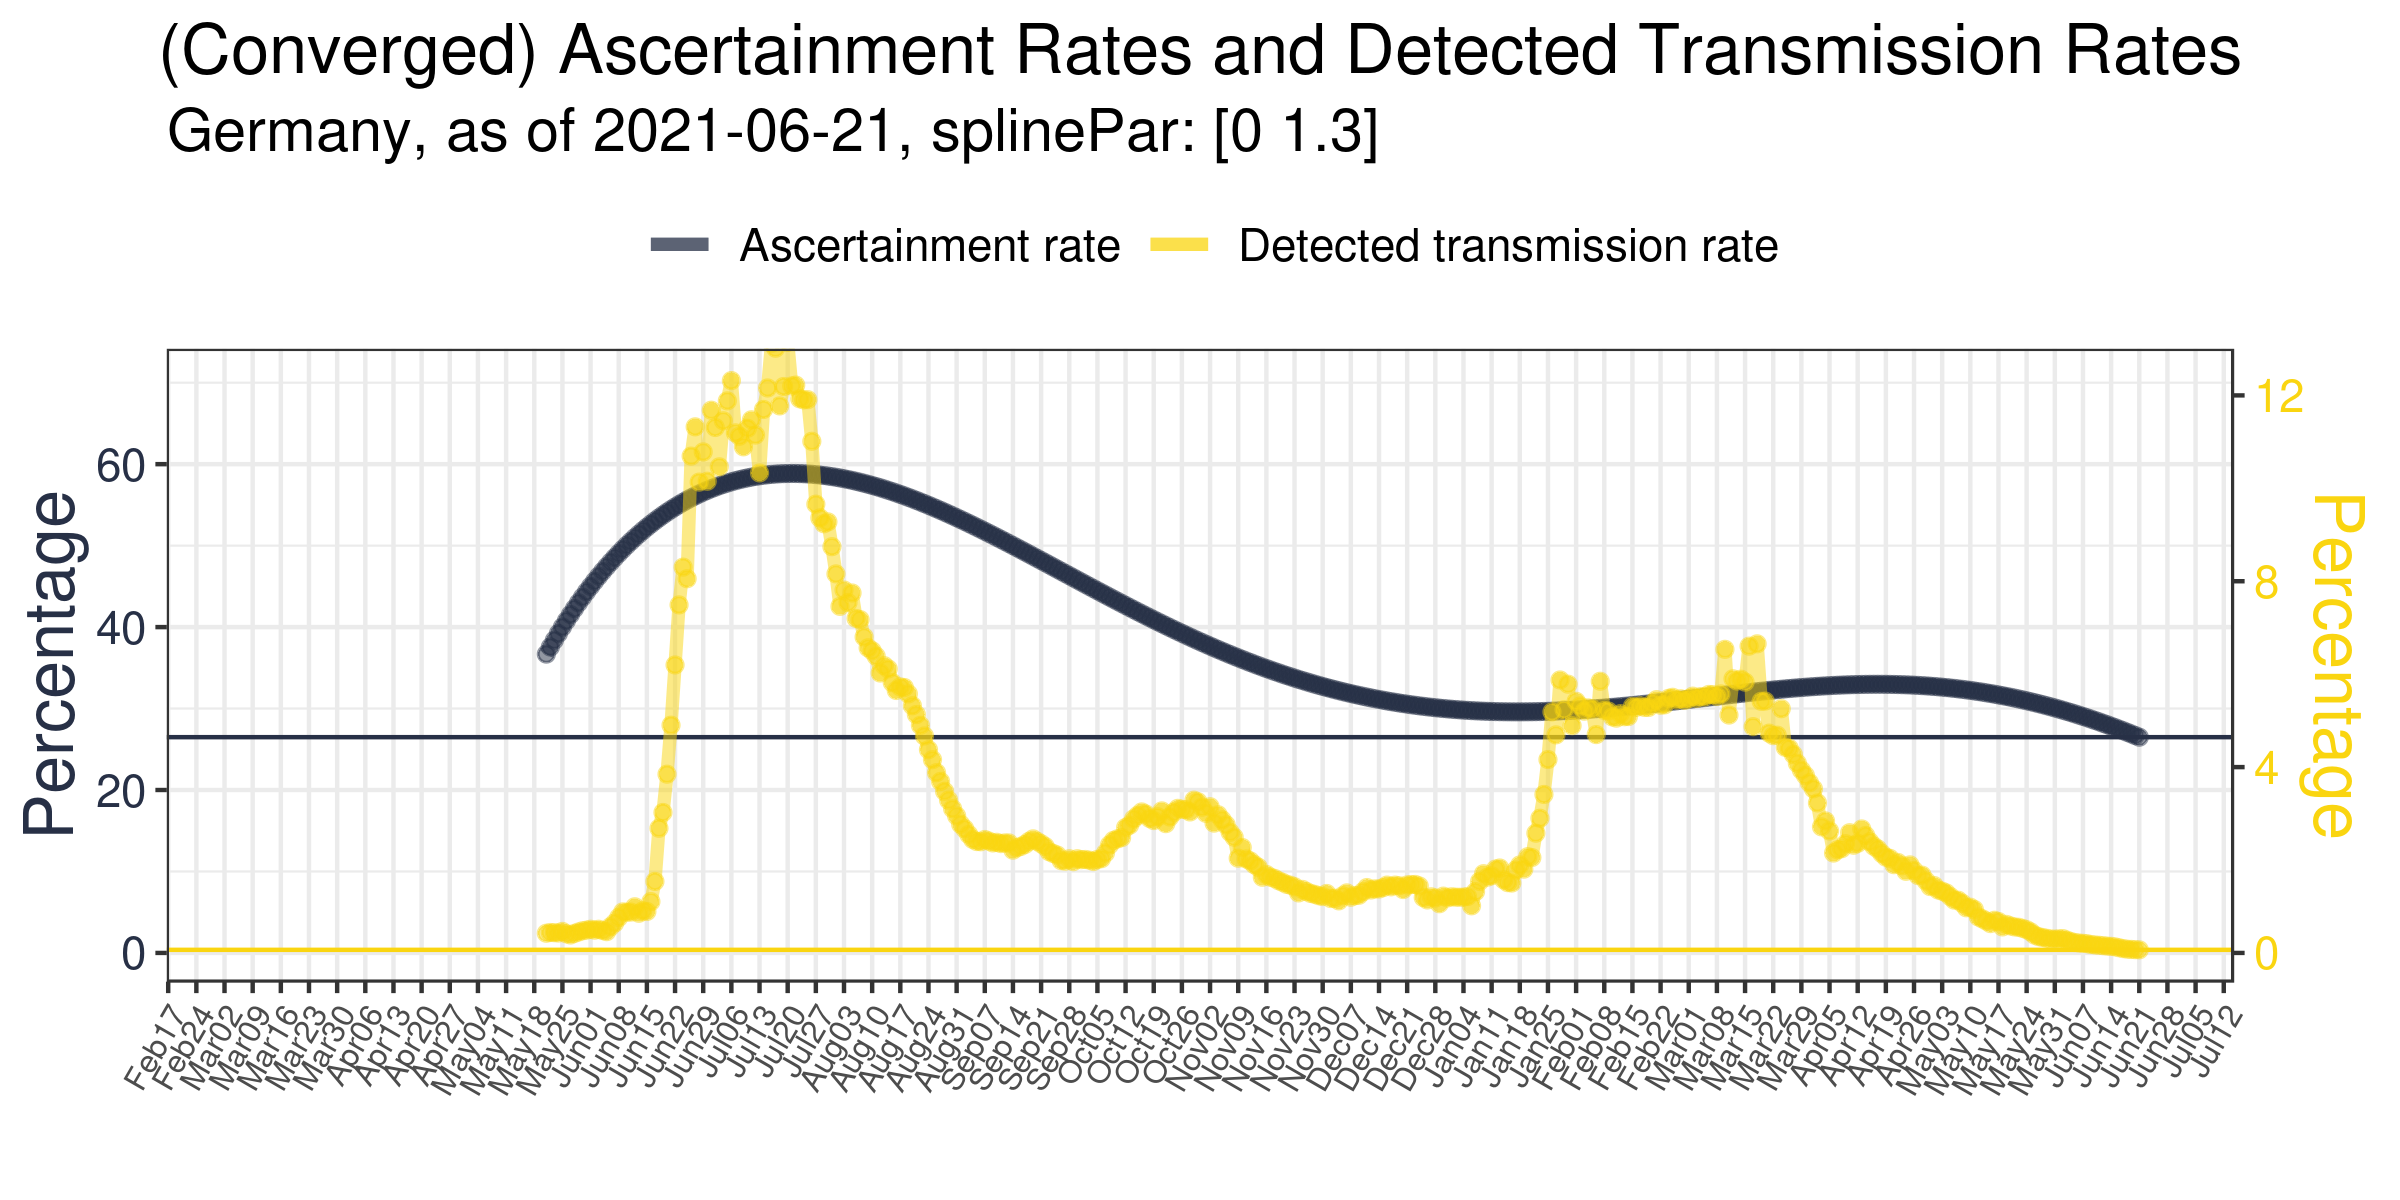 (Converged) Ascertainment Rates and Detected Transmission Rates
Germany, as of 2021-06-21, splinePar: [0 1.3]
Ascertainment rate
Detected transmission rate
Percentage
60
40
20
0
12
8
4
0
Percentage
Feb17
Feb24
Mar02
Mar09
Mar16
Mar23
Mar30
Apr06
Apr13
Apr20
Apr27
May04
May11
May18
May25
Jun01
Jun08
Jun15
Jun22
Jun29
Jul06
Jul13
Jul20
Jul27
Aug03
Aug10
Aug17
Aug24
Aug31
Sep07
Sep14
Sep21
Sep28
Oct05
Oct12
Oct19
Oct26
Nov02
Nov09
Nov16
Nov23
Nov30
Dec07
Dec14
Dec21
Dec28
Jan04
Jan11
Jan18
Jan25
Feb01
Feb08
Feb15
Feb22
Mar01
Mar08
Mar15
Mar22
Mar29
Apr05
Apr12
Apr19
Apr26
May03
May10
May17
May24
May31
Jun07
Jun14
Jun21
Jun28
Jul05
Jul12